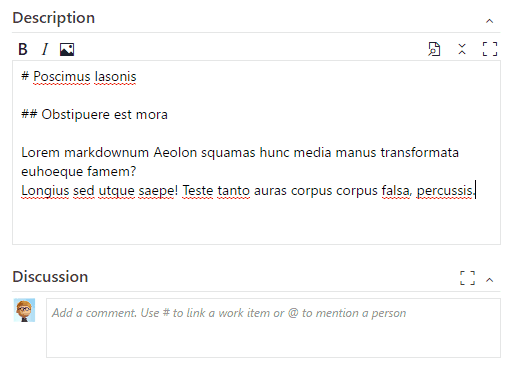 Description
B I
# Poscimus Iasonis
## Obstipuere est mora
Lorem markdownum Aeolon squamas hunc media manus transformata
euhoeque famem?
Longius sed utque saepe! Teste tanto auras corpus corpus falsa, percussis.
Discussion
Add a comment. Use # to link a work item or @ to mention a person